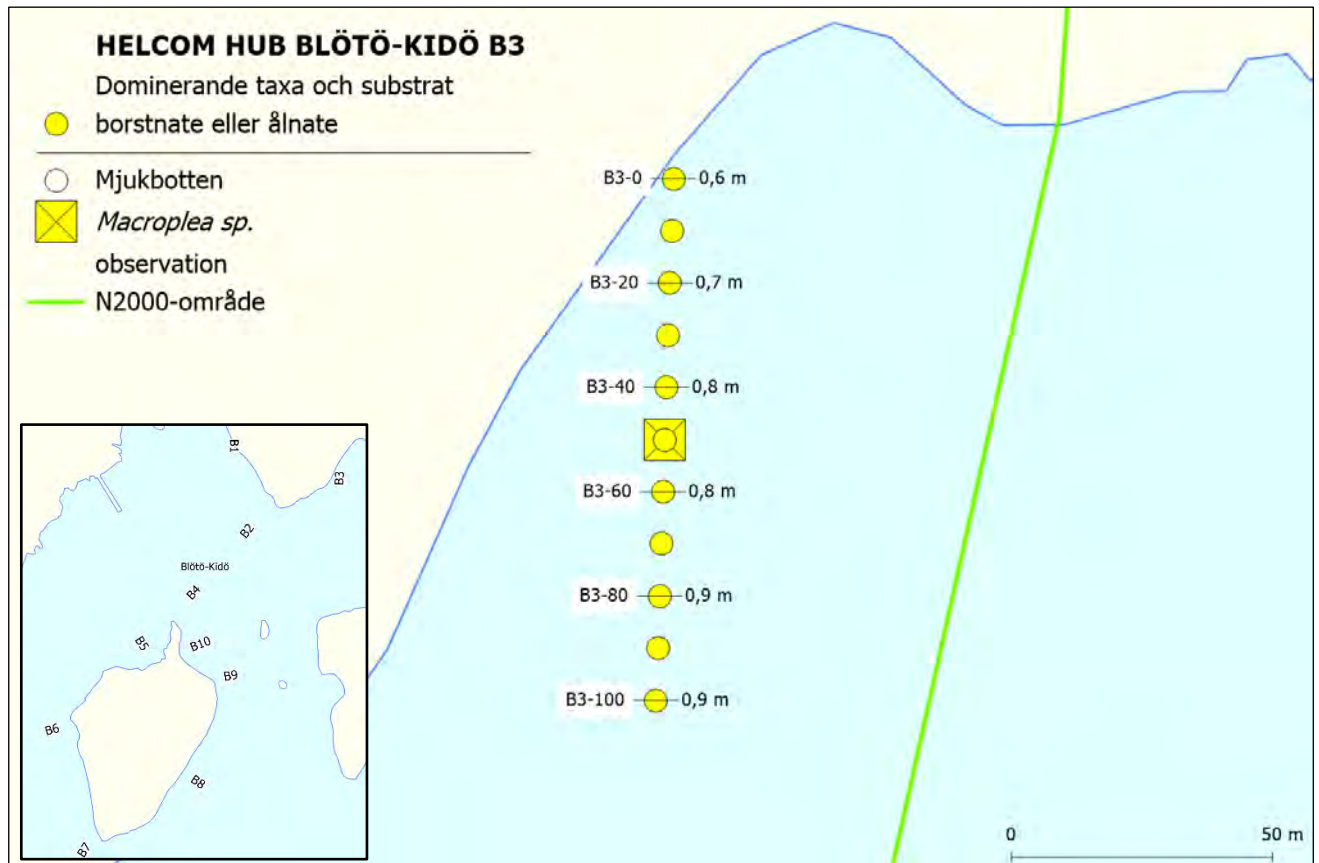 HELCOM HUB BLÖTÖ-KIDÖ B3
Dominerande taxa och substrat
borstnate eller ålnate
Mjukbotten
Macroplea sp.
observation
N2000-område
B3-0 0,6 m
B3-20 0,7 m
B3-40 0,8 m
B3-60 0,8 m
B3-80 0,9 m
B3-100 0,9 m
B1
B3
B2
Blötö-Kidö
B4
B5
B10
B9
B6
B8
B7
0 50 m